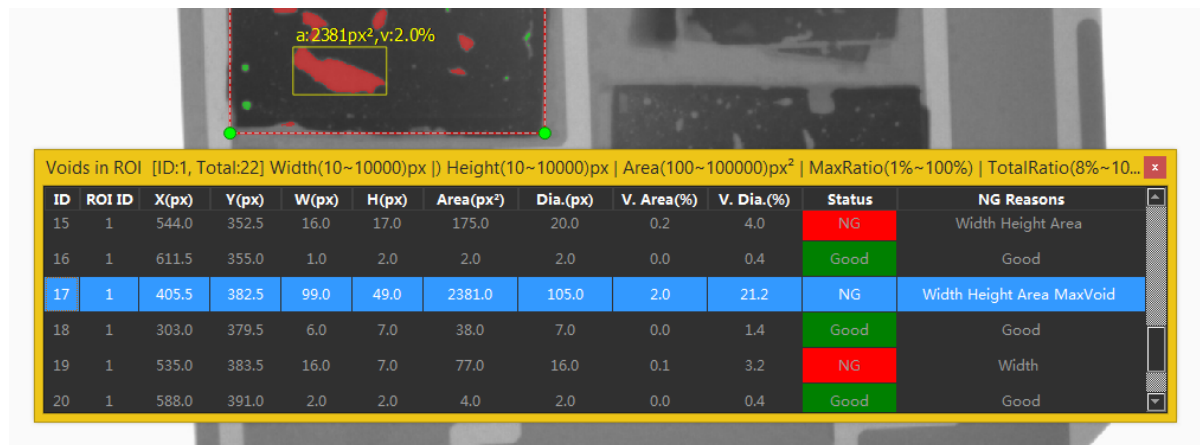 a:2381px²,v:2.0%
Voids in ROI [ID:1, Total:22] Width(10~10000)px |) Height(10~10000)px | Area(100~100000)px² | MaxRatio(1%~100%) | TotalRatio(8%~10... x
ID ROI ID X(px) Y(px) W(px) H(px) Area(px²) Dia.(px) V. Area(%) V. Dia.(%) Status NG Reasons
15 1 544.0 352.5 16.0 17.0 175.0 20.0 0.2 4.0 NG Width Height Area
16 1 611.5 355.0 1.0 2.0 2.0 2.0 0.0 0.4 Good Good
17 1 405.5 382.5 99.0 49.0 2381.0 105.0 2.0 21.2 NG Width Height Area MaxVoid
18 1 303.0 379.5 6.0 7.0 38.0 7.0 0.0 1.4 Good Good
19 1 535.0 383.5 16.0 7.0 77.0 16.0 0.1 3.2 NG Width
20 1 588.0 391.0 2.0 2.0 4.0 2.0 0.0 0.4 Good Good